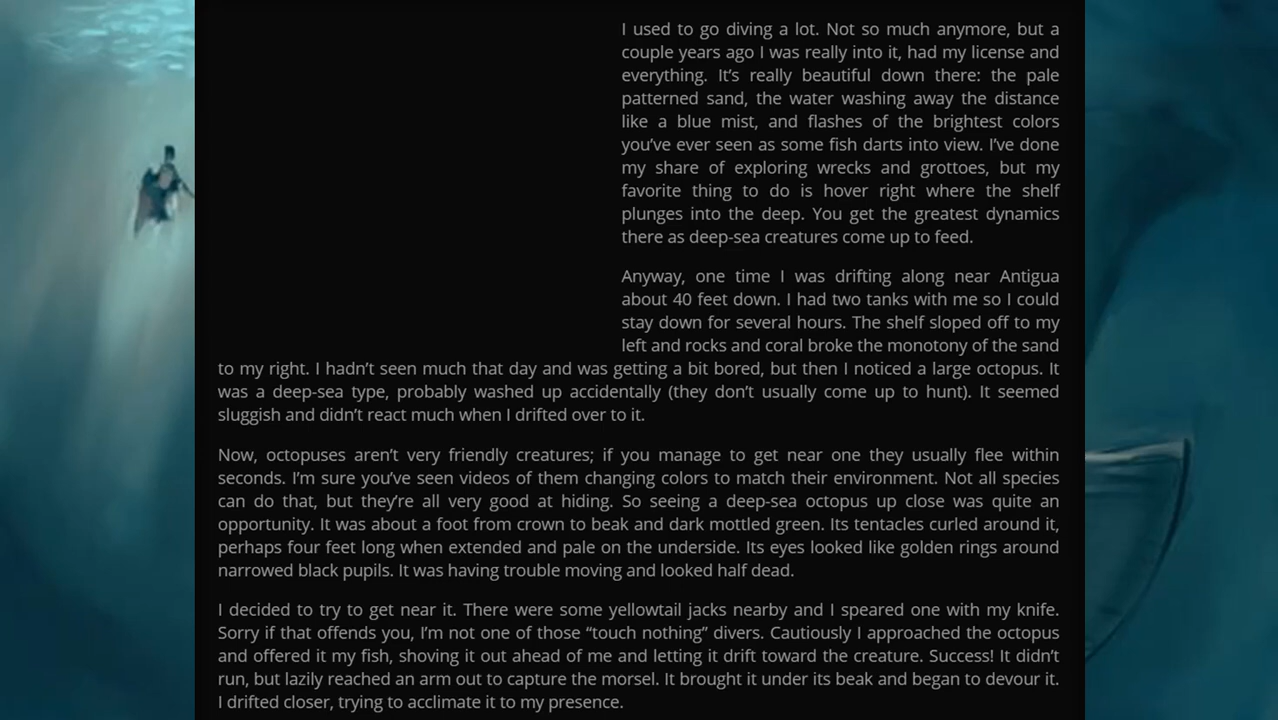 I used to go diving a lot. Not so much anymore, but a
couple years ago I was really into it, had my license and
everything. It’s really beautiful down there: the pale
patterned sand, the water washing away the distance
like a blue mist, and flashes of the brightest colors
you’ve ever seen as some fish darts into view. I’ve done
my share of exploring wrecks and grottoes, but my
favorite thing to do is hover right where the shelf
plunges into the deep. You get the greatest dynamics
there as deep-sea creatures come up to feed.
Anyway, one time I was drifting along near Antigua
about 40 feet down. I had two tanks with me so I could
stay down for several hours. The shelf sloped off to my
left and rocks and coral broke the monotony of the sand
to my right. I hadn’t seen much that day and was getting a bit bored, but then I noticed a large octopus. It
was a deep-sea type, probably washed up accidentally (they don’t usually come up to hunt). It seemed
sluggish and didn’t react much when I drifted over to it.
Now, octopuses aren’t very friendly creatures; if you manage to get near one they usually flee within
seconds. I’m sure you’ve seen videos of them changing colors to match their environment. Not all species
can do that, but they’re all very good at hiding. So seeing a deep-sea octopus up close was quite an
opportunity. It was about a foot from crown to beak and dark mottled green. Its tentacles curled around it,
perhaps four feet long when extended and pale on the underside. Its eyes looked like golden rings around
narrowed black pupils. It was having trouble moving and looked half dead.
I decided to try to get near it. There were some yellowtail jacks nearby and I speared one with my knife.
Sorry if that offends you, I’m not one of those “touch nothing” divers. Cautiously I approached the octopus
and offered it my fish, shoving it out ahead of me and letting it drift toward the creature. Success! It didn’t
run, but lazily reached an arm out to capture the morsel. It brought it under its beak and began to devour it.
I drifted closer, trying to acclimate it to my presence.